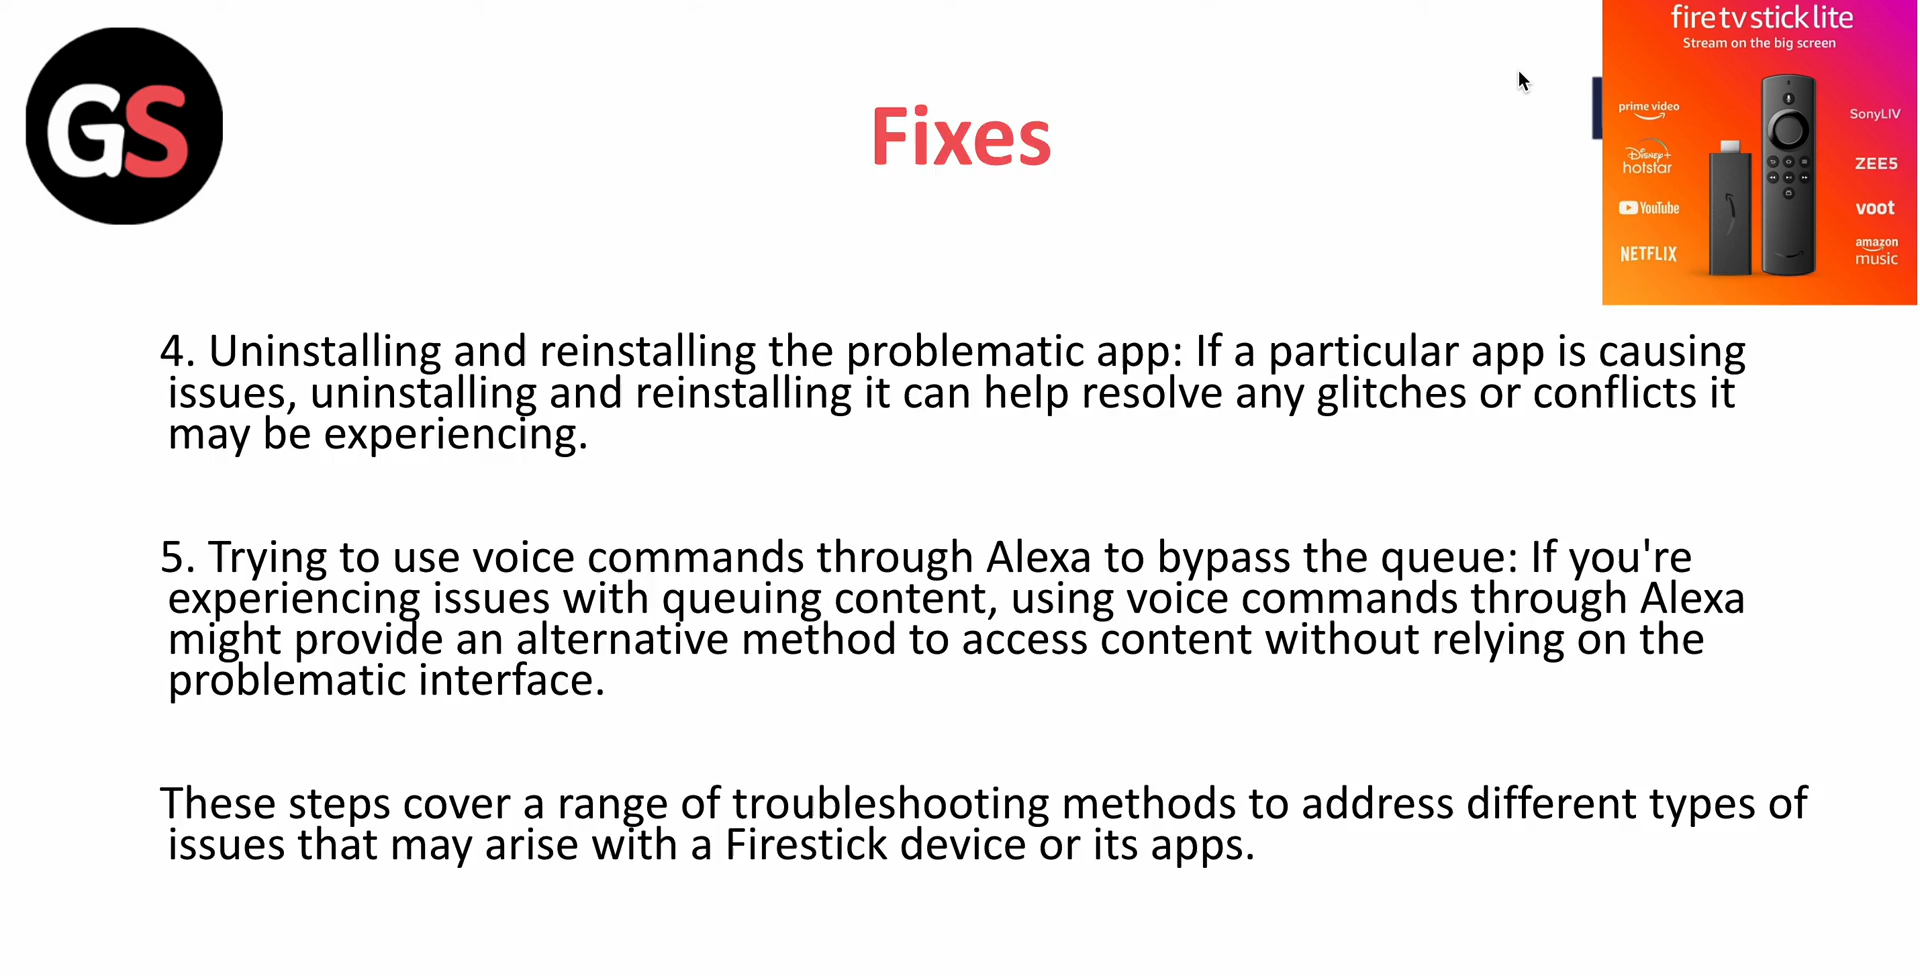 GS
Fixes
fire tv stick lite
Stream on the big screen
prime video
Disney+
hotstar
YouTube
NETFLIX
SonyLIV
ZEE5
voot
amazon
music
4. Uninstalling and reinstalling the problematic app: If a particular app is causing
issues, uninstalling and reinstalling it can help resolve any glitches or conflicts it
may be experiencing.
5. Trying to use voice commands through Alexa to bypass the queue: If you're
experiencing issues with queuing content, using voice commands through Alexa
might provide an alternative method to access content without relying on the
problematic interface.
These steps cover a range of troubleshooting methods to address different types of
issues that may arise with a Firestick device or its apps.